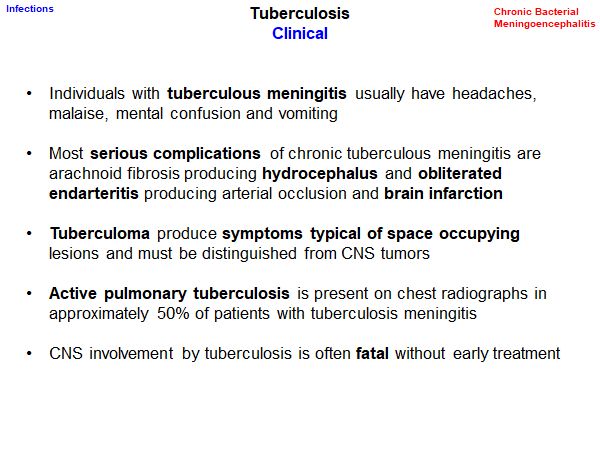 Infections
Tuberculosis
Clinical
Chronic Bacterial
Meningoencephalitis
• Individuals with tuberculous meningitis usually have headaches,
malaise, mental confusion and vomiting
• Most serious complications of chronic tuberculous meningitis are
arachnoid fibrosis producing hydrocephalus and obliterated
endarteritis producing arterial occlusion and brain infarction
• Tuberculoma produce symptoms typical of space occupying
lesions and must be distinguished from CNS tumors
• Active pulmonary tuberculosis is present on chest radiographs in
approximately 50% of patients with tuberculosis meningitis
• CNS involvement by tuberculosis is often fatal without early treatment